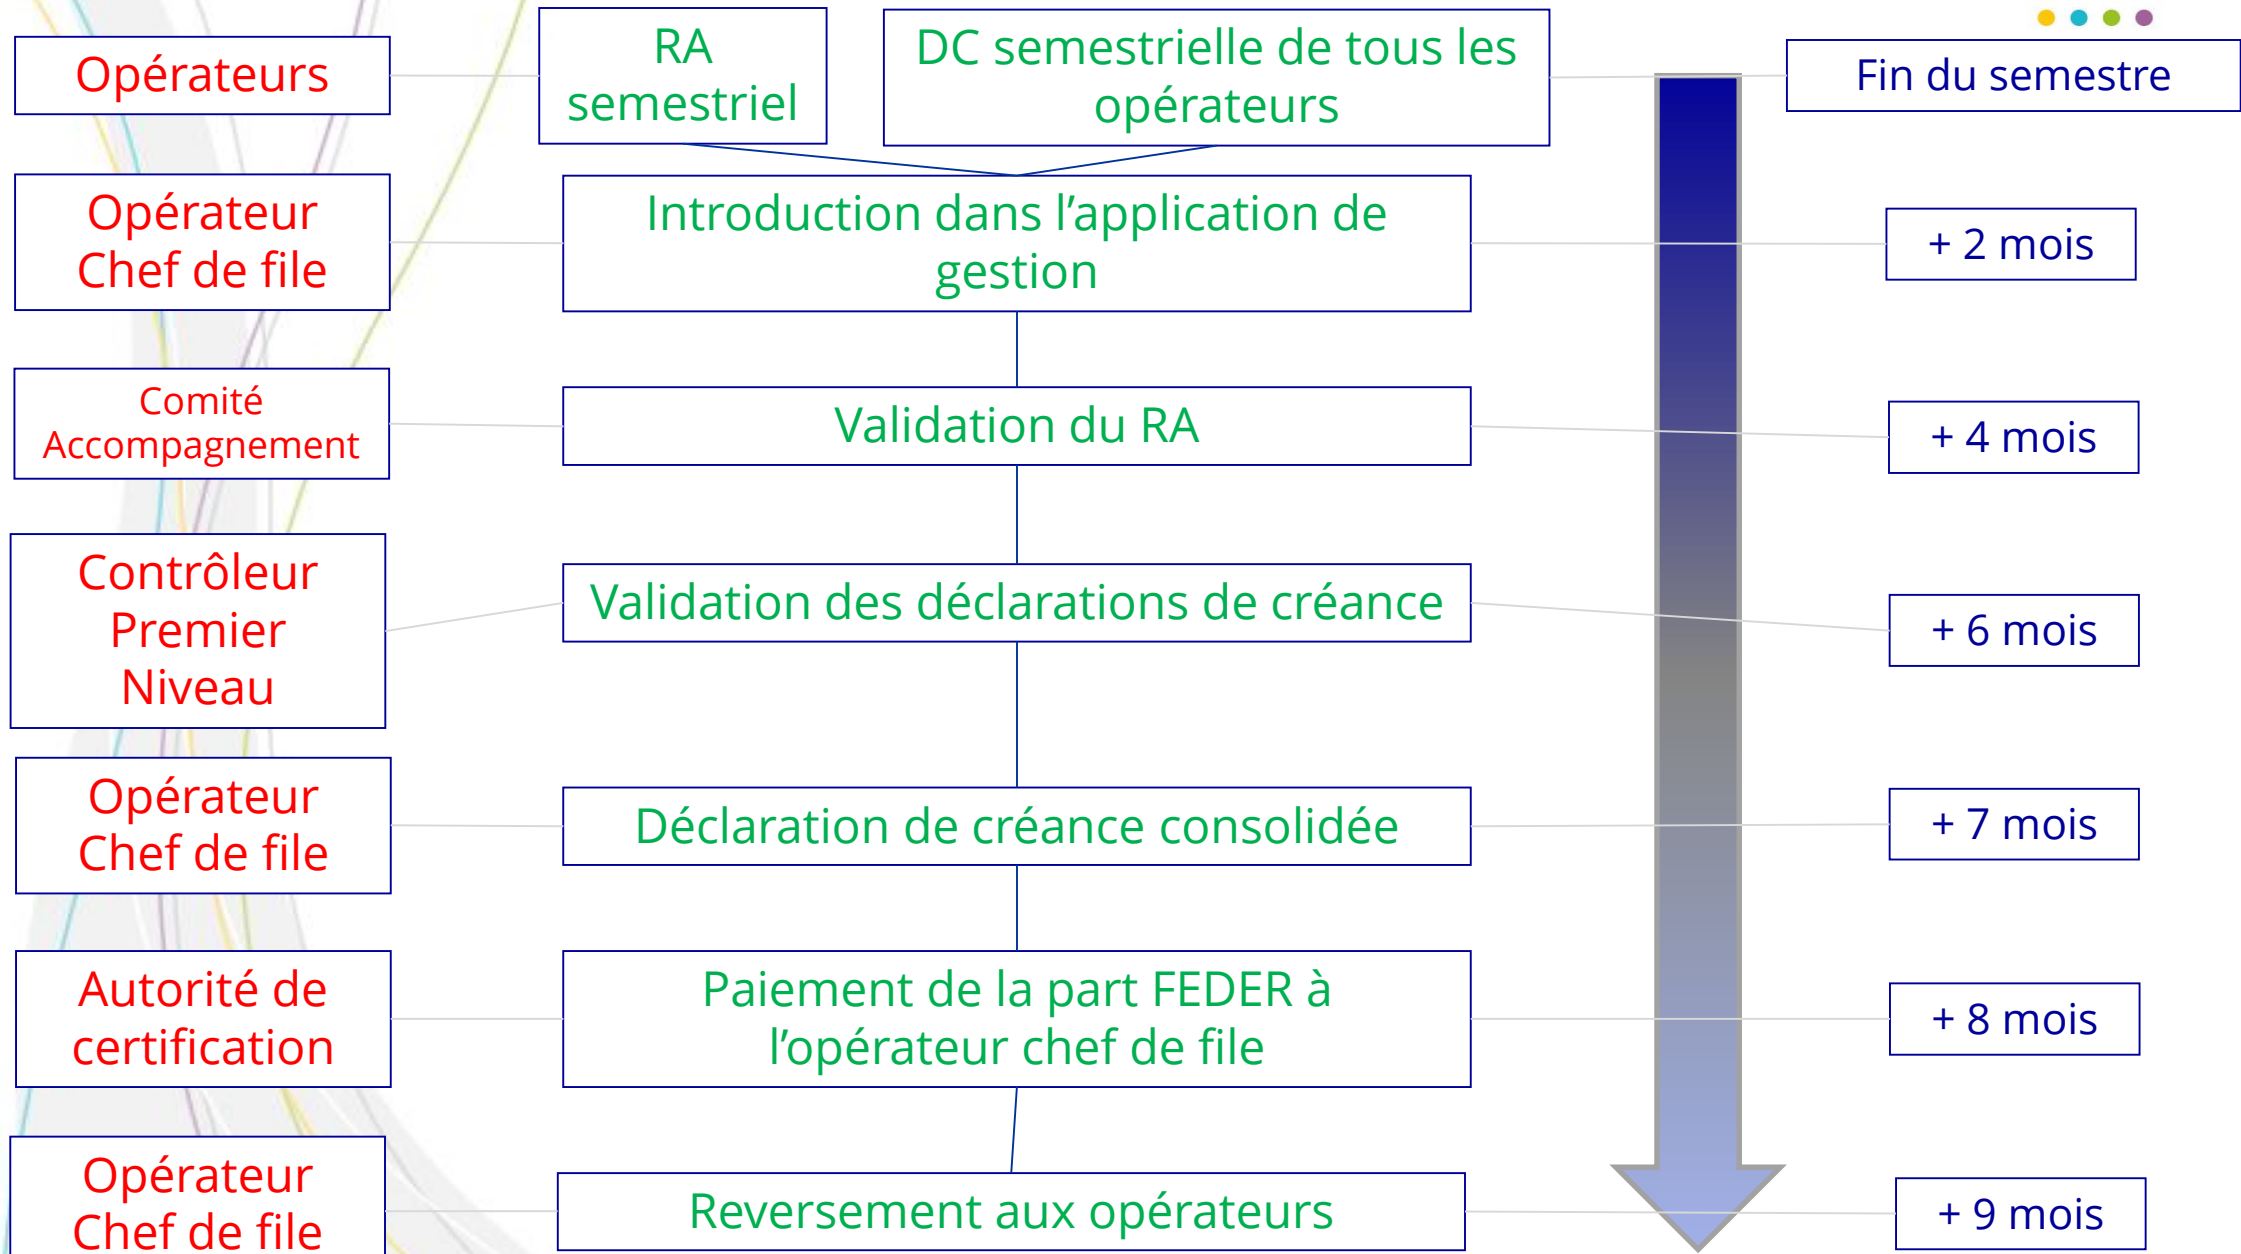 Opérateurs
RA
semestriel
DC semestrielle de tous les
opérateurs
Fin du semestre
Opérateur
Chef de file
Introduction dans l’application de
gestion
+ 2 mois
Comité
Accompagnement
Validation du RA
+ 4 mois
Contrôleur
Premier
Niveau
Validation des déclarations de créance
+ 6 mois
Opérateur
Chef de file
Déclaration de créance consolidée
+ 7 mois
Autorité de
certification
Paiement de la part FEDER à
l’opérateur chef de file
+ 8 mois
Opérateur
Chef de file
Reversement aux opérateurs
+ 9 mois